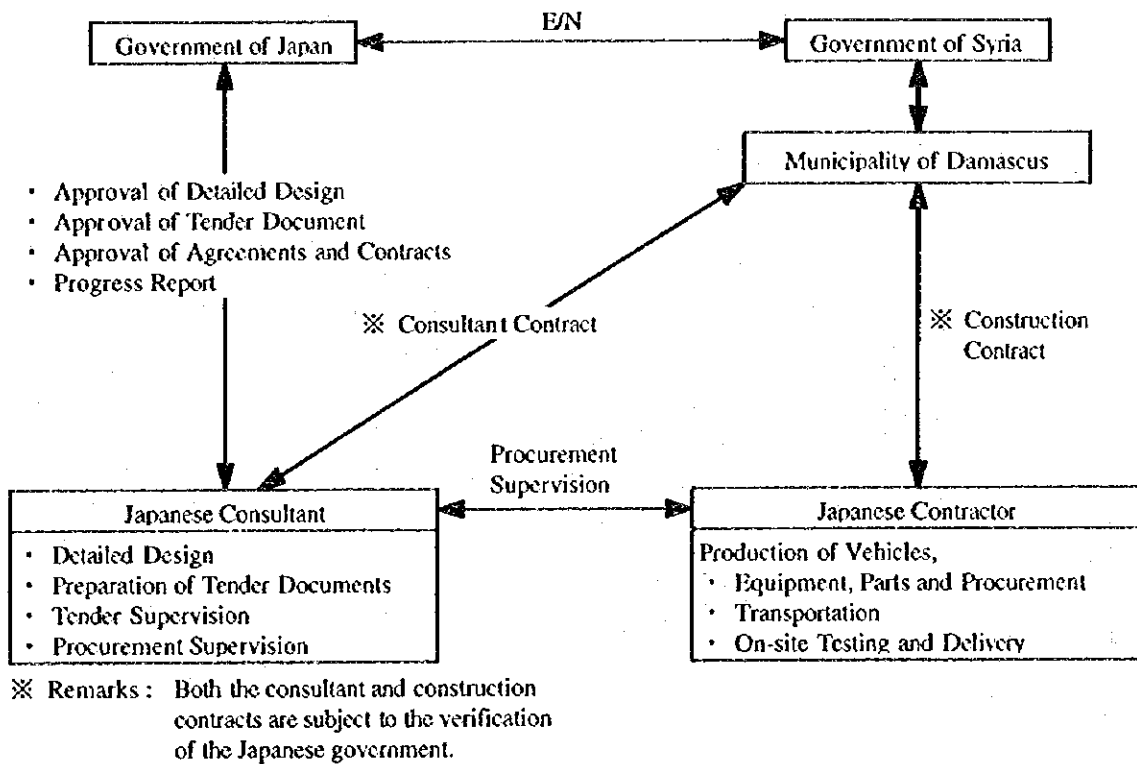 E/N
Government of Japan
Government of Syria
Municipality of Damascus
・ Approval of Detailed Design
・ Approval of Tender Document
・ Approval of Agreements and Contracts
・ Progress Report
※ Consultant Contract
※ Construction
Contract
Procurement
Supervision
Japanese Consultant
・ Detailed Design
・ Preparation of Tender Documents
・ Tender Supervision
・ Procurement Supervision
Japanese Contractor
Production of Vehicles,
・ Equipment, Parts and Procurement
・ Transportation
・ On-site Testing and Delivery
※ Remarks : Both the consultant and construction
contracts are subject to the verification
of the Japanese government.